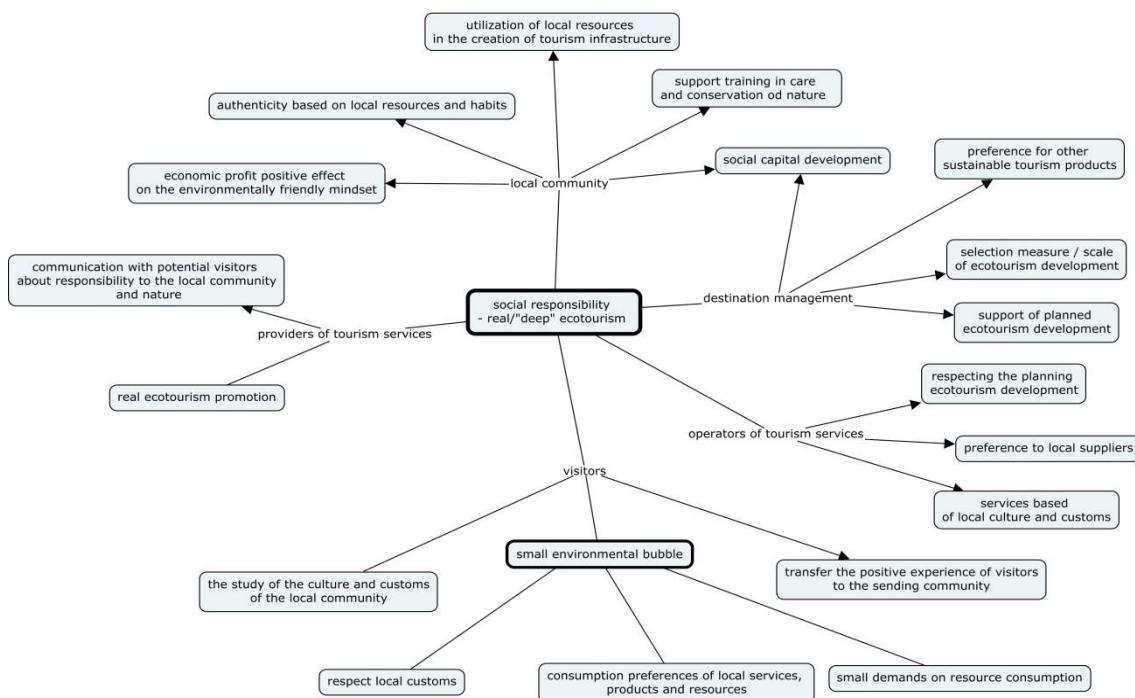 utilization of local resources
in the creation of tourism infrastructure
support training in care
and conservation od nature
authenticity based on local resources and habits
social capital development
preference for other
sustainable tourism products
economic profit positive effect
on the environmentally friendly mindset
local community
communication with potential visitors
about responsibility to the local community
and nature
selection measure / scale
of ecotourism development
social responsibility
- real/"deep" ecotourism
destination management
support of planned
ecotourism development
providers of tourism services
real ecotourism promotion
respecting the planning
ecotourism development
operators of tourism services
preference to local suppliers
visitors
services based
of local culture and customs
small environmental bubble
the study of the culture and customs
of the local community
transfer the positive experience of visitors
to the sending community
respect local customs
consumption preferences of local services,
products and resources
small demands on resource consumption